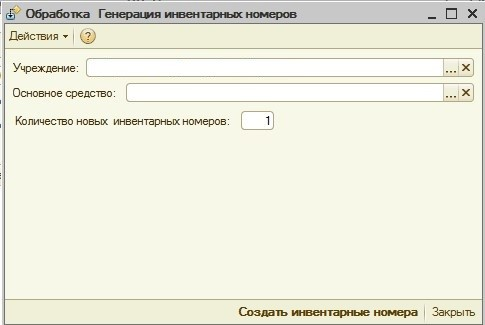 Обработка Генерация инвентарных номеров
Действия
Учреждение:
Основное средство:
Количество новых инвентарных номеров: 1
Создать инвентарные номера Закрыть